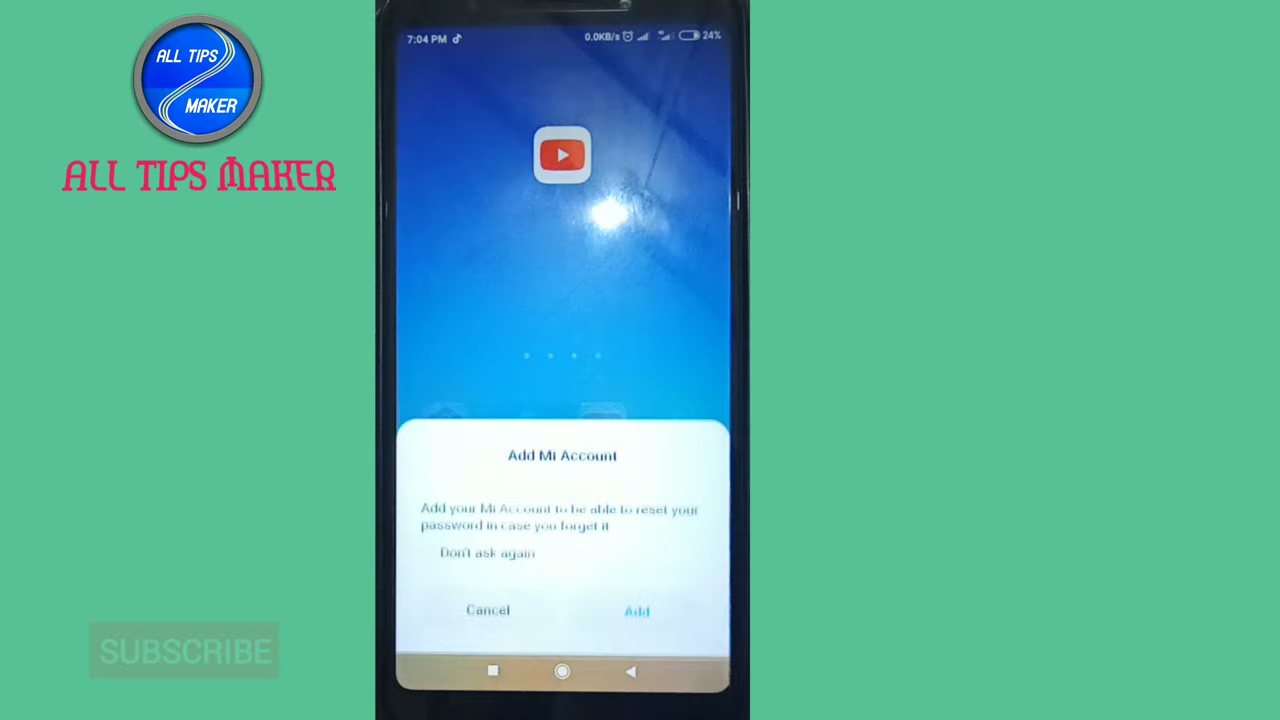 ALL TIPS
MAKER
ALL TIPS MAKER
7:04 PM
0.0KB/s
4G
24%
Add Mi Account
Add your Mi Account to be able to reset your
password in case you forget it
Don't ask again
Cancel
Add
SUBSCRIBE